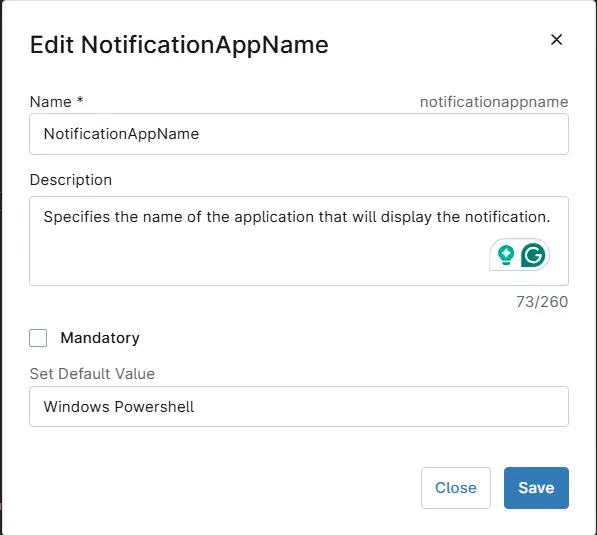 Edit NotificationAppName
Name *
notificationappname
NotificationAppName
Description
Specifies the name of the application that will display the notification.
73/260
Mandatory
Set Default Value
Windows Powershell
Close
Save